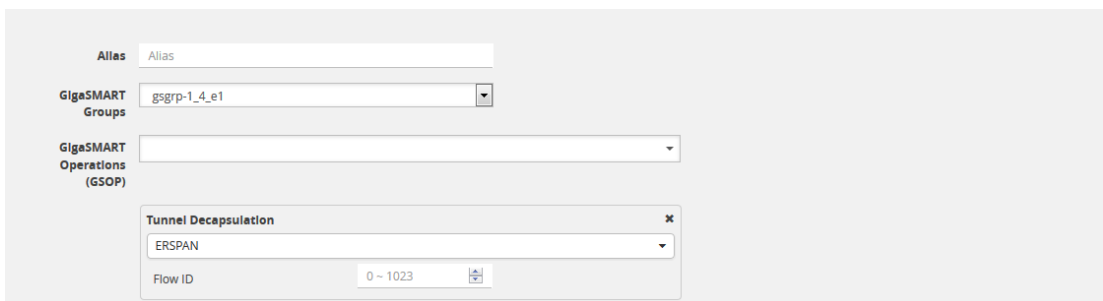 Alias Alias
GigaSMART Groups gsgrp-1_4_e1
GigaSMART Operations (GSOP)
Tunnel Decapsulation
ERSPAN
Flow ID 0 ~ 1023